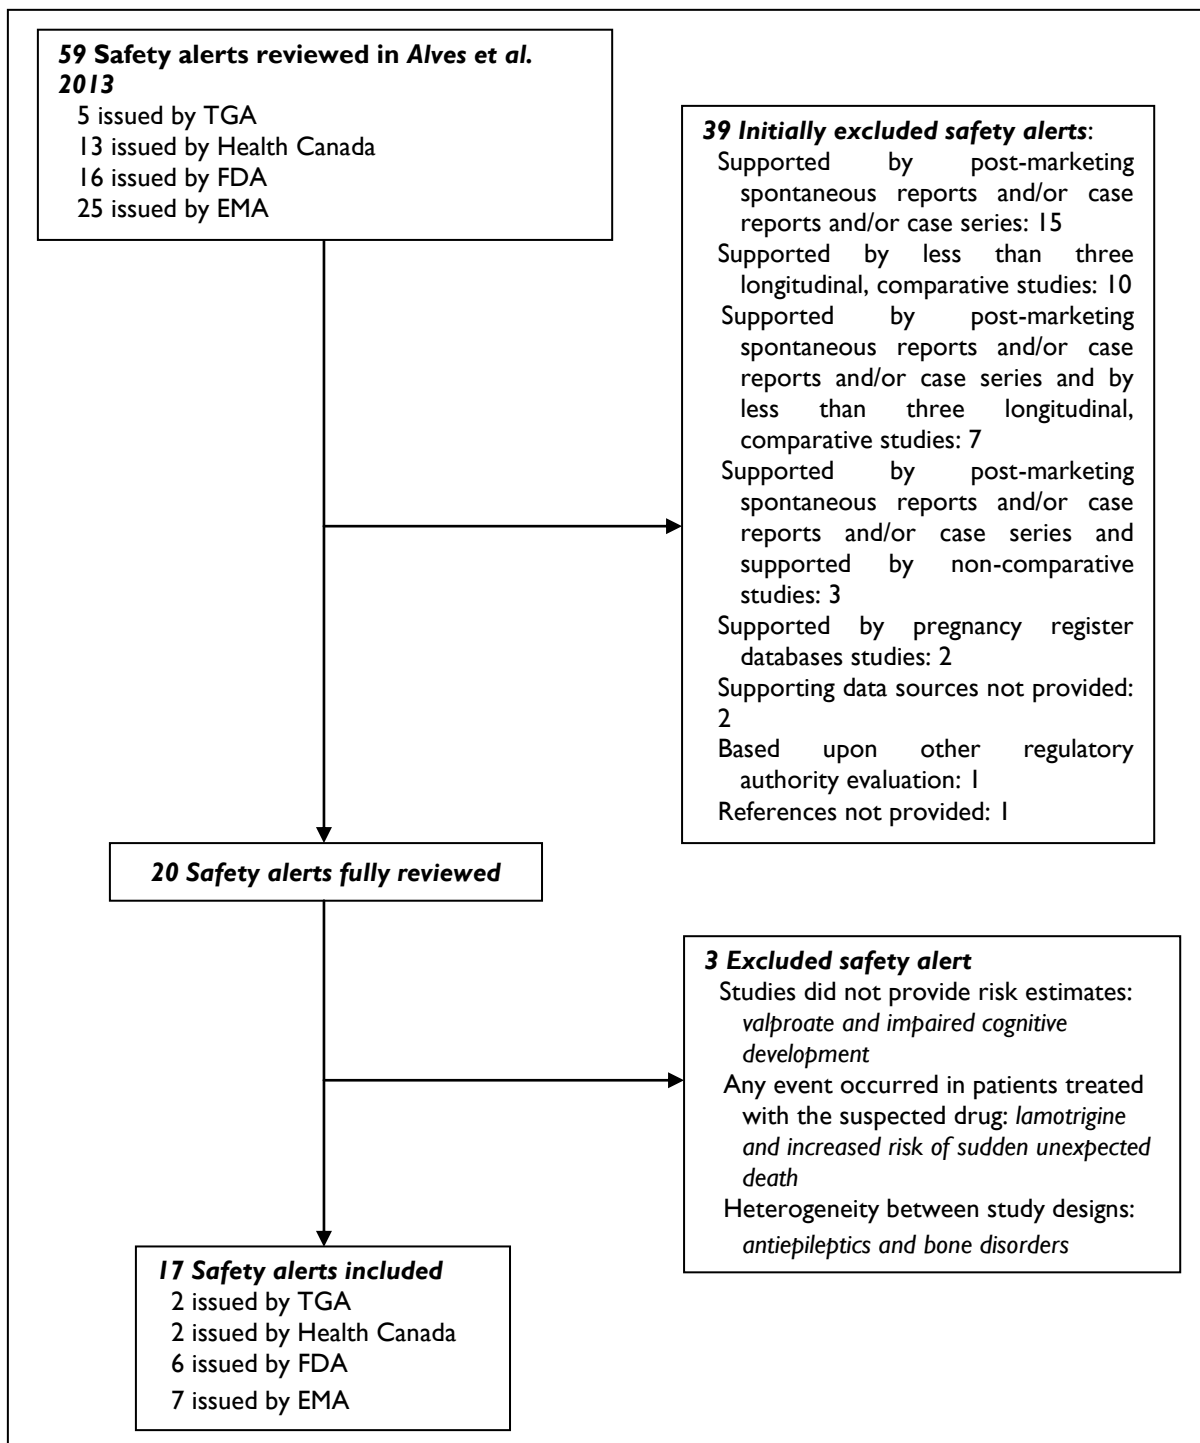 59 Safety alerts reviewed in Alves et al.
2013
5 issued by TGA
13 issued by Health Canada
16 issued by FDA
25 issued by EMA
39 Initially excluded safety alerts:
Supported by post-marketing
spontaneous reports and/or case
reports and/or case series: 15
Supported by less than three
longitudinal, comparative studies: 10
Supported by post-marketing
spontaneous reports and/or case
reports and/or case series and by
less than three longitudinal,
comparative studies: 7
Supported by post-marketing
spontaneous reports and/or case
reports and/or case series and
supported by non-comparative
studies: 3
Supported by pregnancy register
databases studies: 2
Supporting data sources not provided:
2
Based upon other regulatory
authority evaluation: 1
References not provided: 1
20 Safety alerts fully reviewed
3 Excluded safety alert
Studies did not provide risk estimates:
valproate and impaired cognitive
development
Any event occurred in patients treated
with the suspected drug: lamotrigine
and increased risk of sudden unexpected
death
Heterogeneity between study designs:
antiepileptics and bone disorders
17 Safety alerts included
2 issued by TGA
2 issued by Health Canada
6 issued by FDA
7 issued by EMA